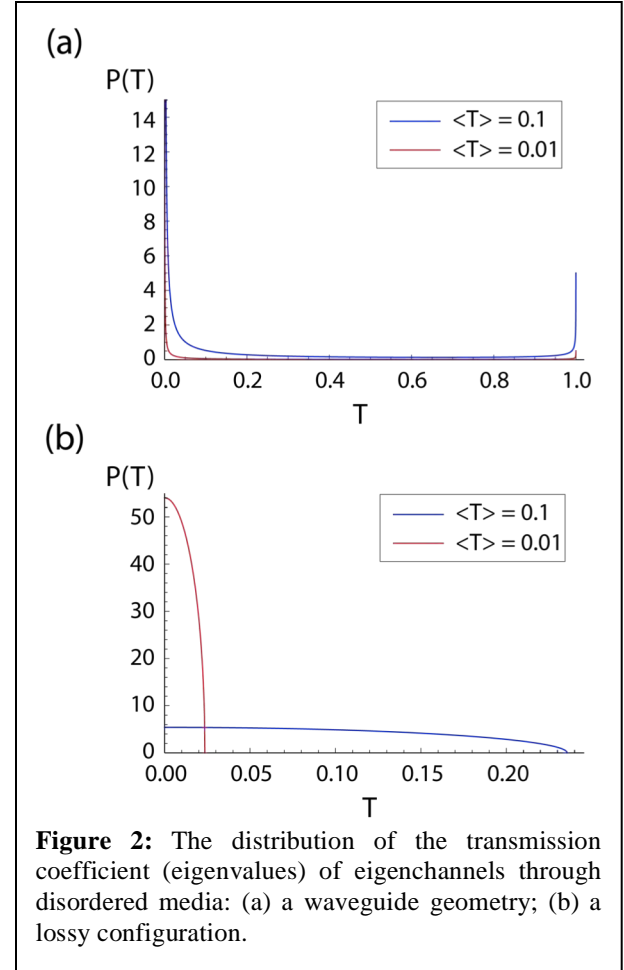 (a)
P(T)
14
12
10
8
6
4
2
0
<T> = 0.1
<T> = 0.01
0.0 0.2 0.4 0.6 0.8 1.0
T
(b)
P(T)
50
40
30
20
10
0
<T> = 0.1
<T> = 0.01
0.00 0.05 0.10 0.15 0.20
T
Figure 2: The distribution of the transmission
coefficient (eigenvalues) of eigenchannels through
disordered media: (a) a waveguide geometry; (b) a
lossy configuration.